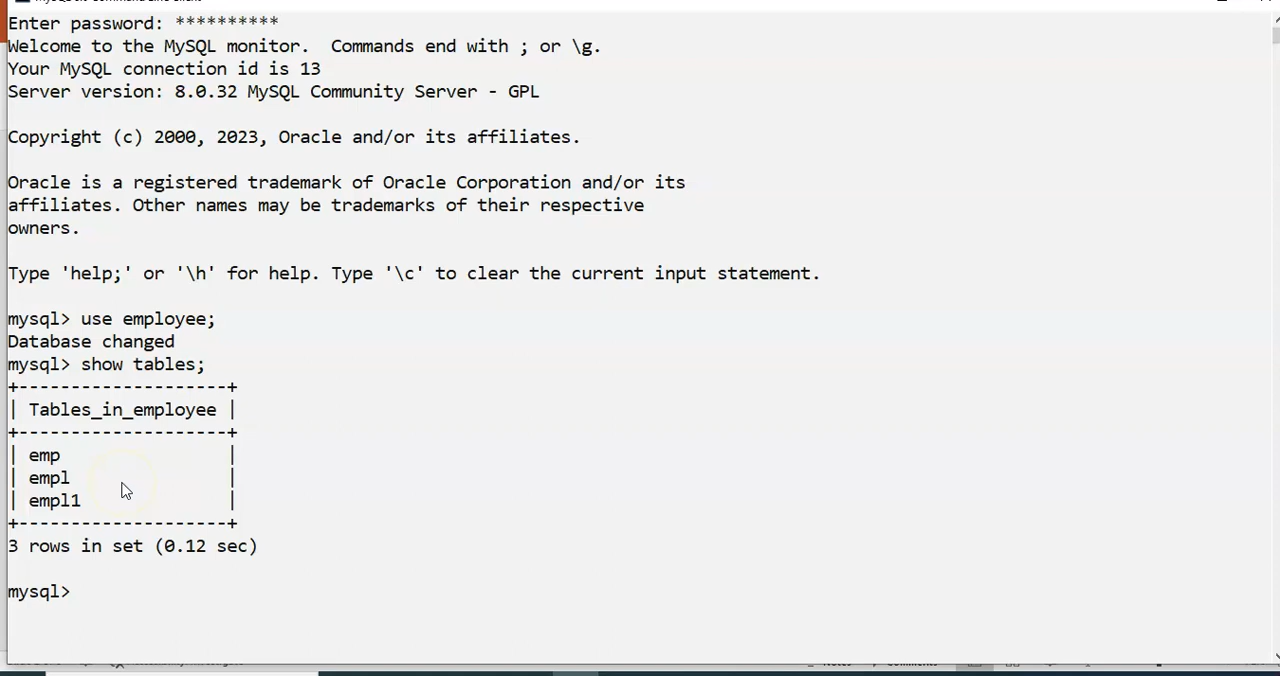 Enter password: **********
Welcome to the MySQL monitor.  Commands end with ; or \g.
Your MySQL connection id is 13
Server version: 8.0.32 MySQL Community Server - GPL
Copyright (c) 2000, 2023, Oracle and/or its affiliates.
Oracle is a registered trademark of Oracle Corporation and/or its
affiliates. Other names may be trademarks of their respective
owners.
Type 'help;' or '\h' for help. Type '\c' to clear the current input statement.
mysql> use employee;
Database changed
mysql> show tables;
+--------------------+
| Tables_in_employee |
+--------------------+
| emp                |
| empl               |
| empl1              |
+--------------------+
3 rows in set (0.12 sec)
mysql>